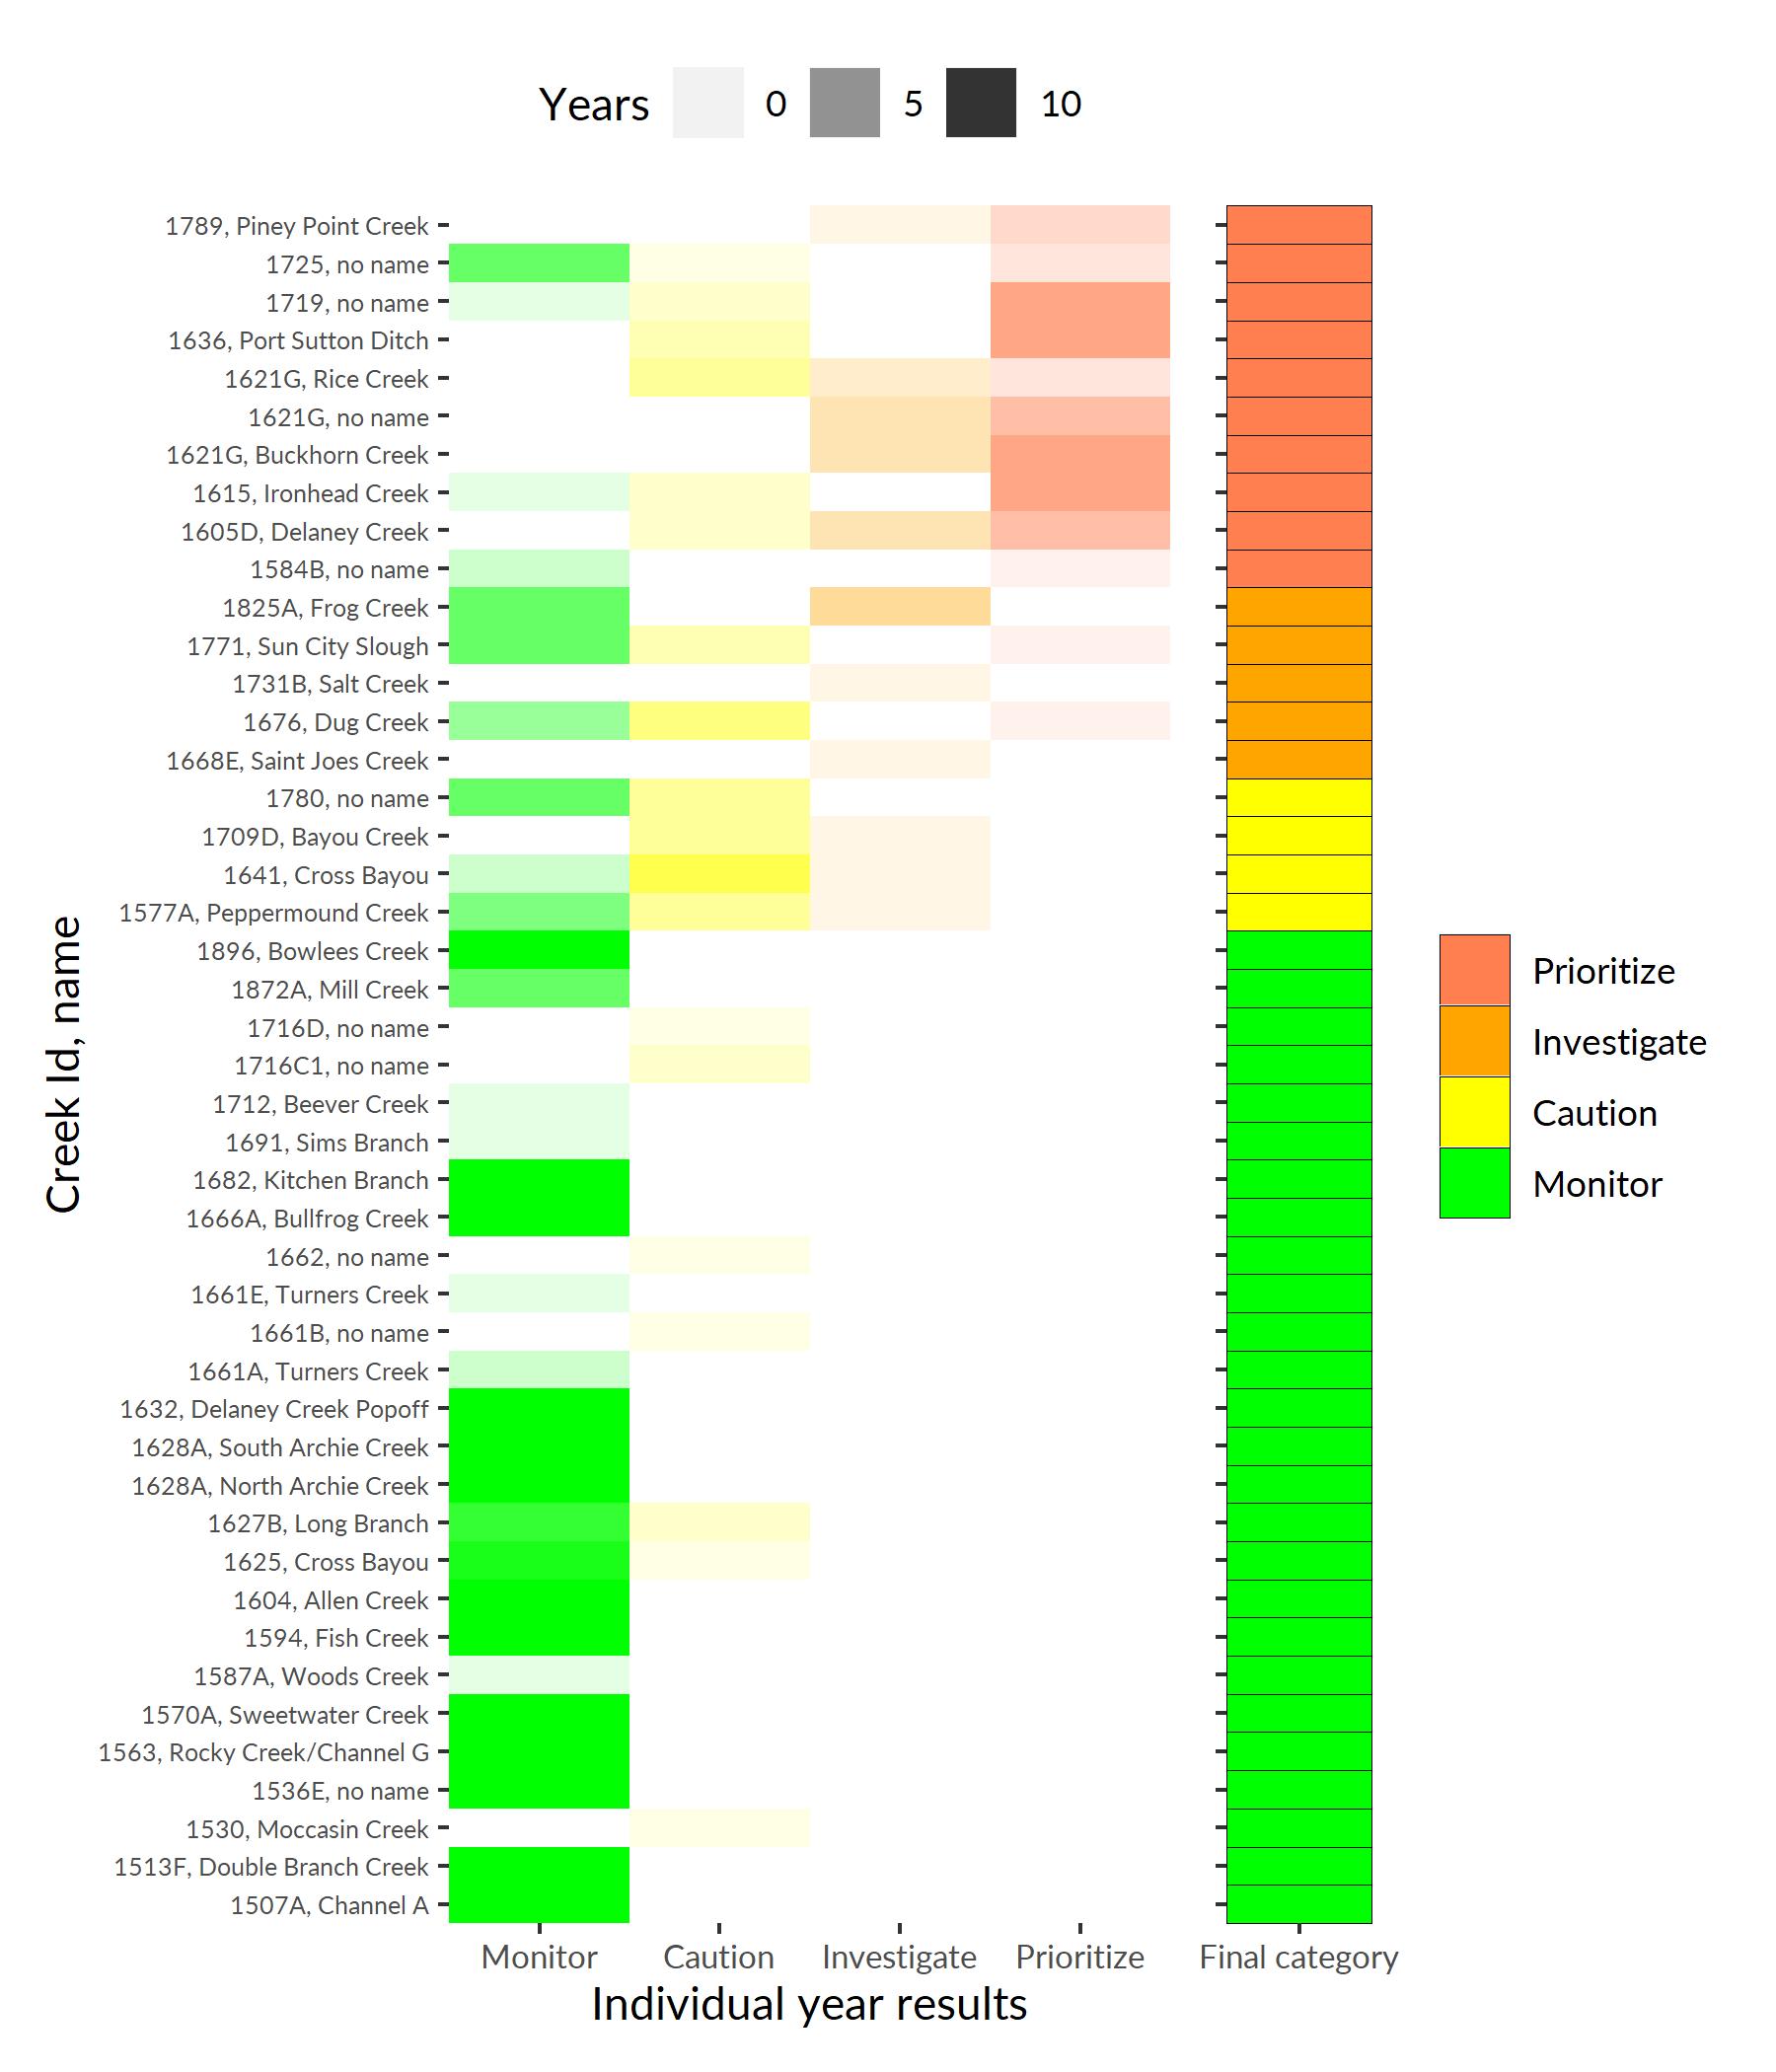 Years 0 5 10
1789, Piney Point Creek
1725, no name
1719, no name
1636, Port Sutton Ditch
1621G, Rice Creek
1621G, no name
1621G, Buckhorn Creek
1615, Ironhead Creek
1605D, Delaney Creek
1584B, no name
1825A, Frog Creek
1771, Sun City Slough
1731B, Salt Creek
1676, Dug Creek
1668E, Saint Joes Creek
1780, no name
1709D, Bayou Creek
1641, Cross Bayou
1577A, Peppermound Creek
1896, Bowlees Creek
1872A, Mill Creek
1716D, no name
1716C1, no name
1712, Beever Creek
1691, Sims Branch
1682, Kitchen Branch
1666A, Bullfrog Creek
1662, no name
1661E, Turners Creek
1661B, no name
1661A, Turners Creek
1632, Delaney Creek Popoff
1628A, South Archie Creek
1628A, North Archie Creek
1627B, Long Branch
1625, Cross Bayou
1604, Allen Creek
1594, Fish Creek
1587A, Woods Creek
1570A, Sweetwater Creek
1563, Rocky Creek/Channel G
1536E, no name
1530, Moccasin Creek
1513F, Double Branch Creek
1507A, Channel A
Creek Id, name
Monitor Caution Investigate Prioritize Final category
Individual year results
Prioritize
Investigate
Caution
Monitor